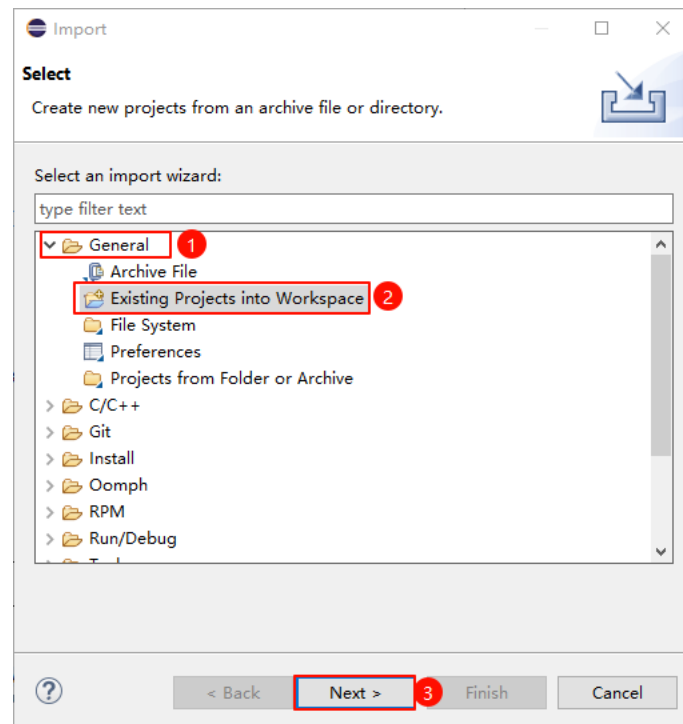 Import
Select
Create new projects from an archive file or directory.
Select an import wizard:
type filter text
General 1
Archive File
Existing Projects into Workspace 2
File System
Preferences
Projects from Folder or Archive
C/C++
Git
Install
Oomph
RPM
Run/Debug
? < Back Next > 3 Finish Cancel